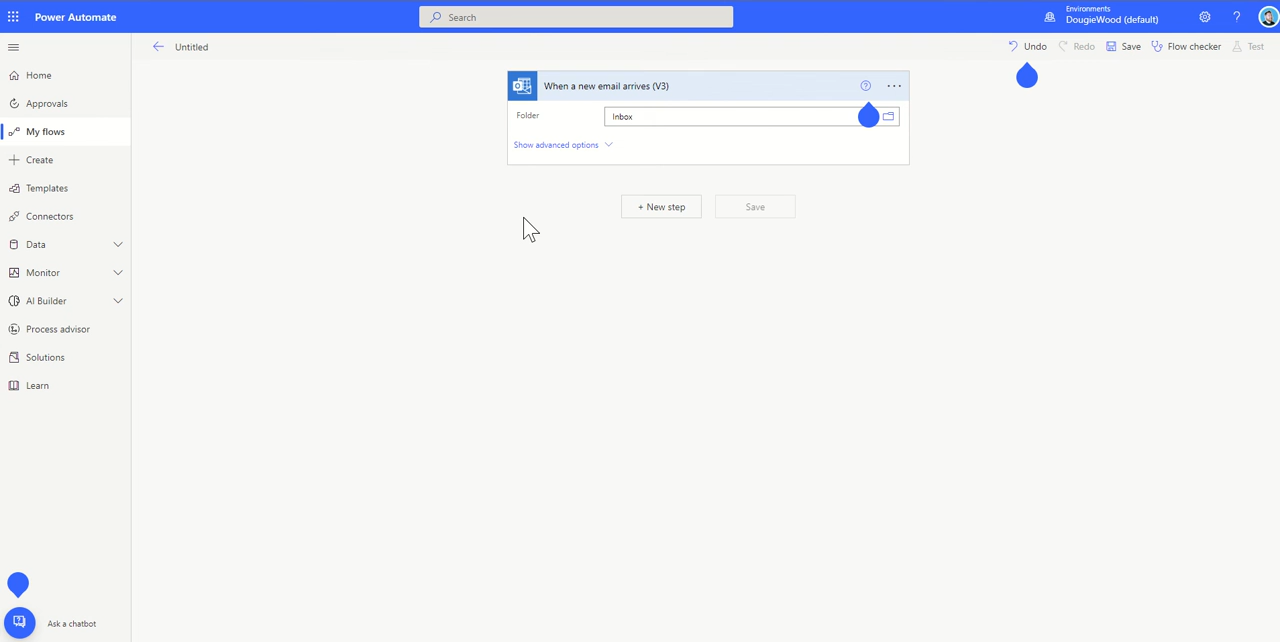 Power Automate
Search
Environments
DougieWood (default)
?
Untitled
Undo
Redo
Save
Flow checker
Test
Home
Approvals
My flows
Create
Templates
Connectors
Data
Monitor
AI Builder
Process advisor
Solutions
Learn
When a new email arrives (V3)
?
Folder
Inbox
Show advanced options
+ New step
Save
Ask a chatbot